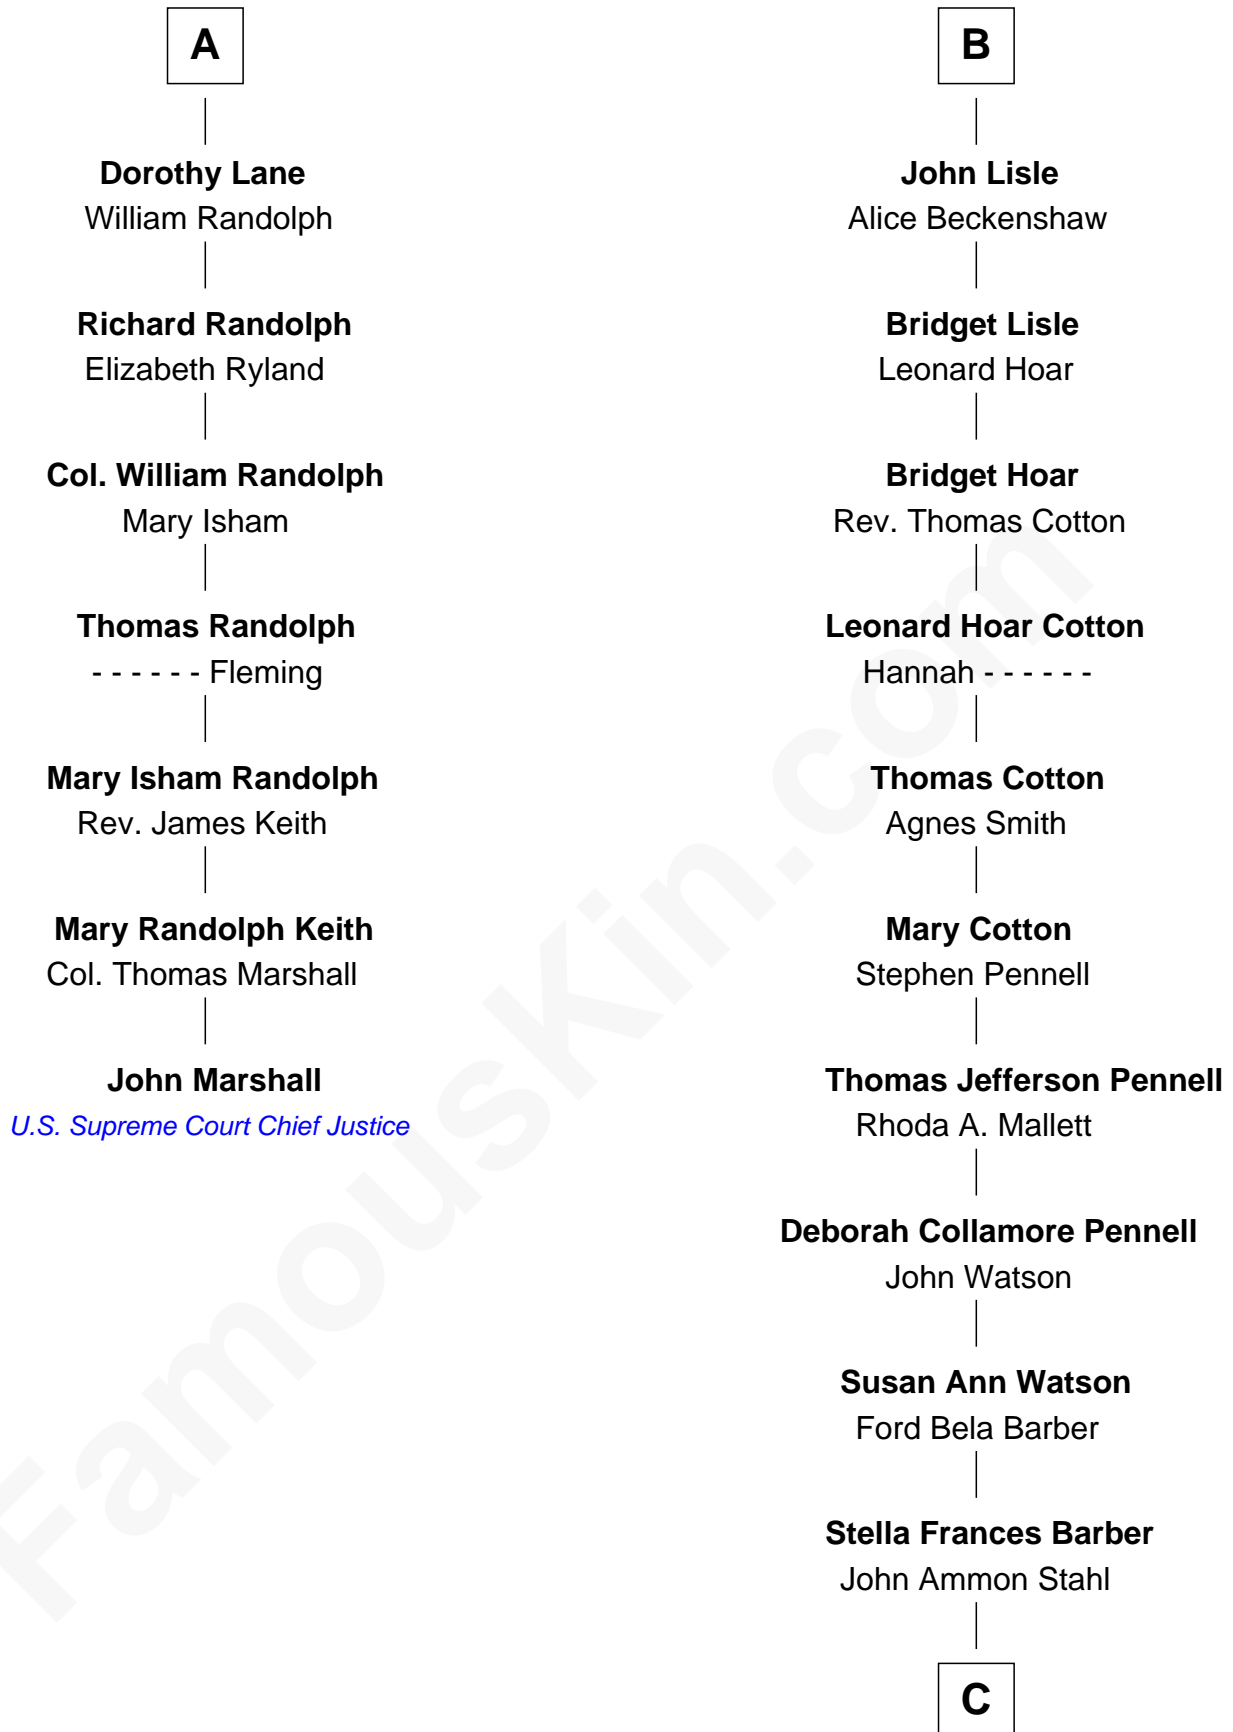 A
Dorothy Lane
William Randolph
Richard Randolph
Elizabeth Ryland
Col. William Randolph
Mary Isham
Thomas Randolph
- - - - - - Fleming
Mary Isham Randolph
Rev. James Keith
Mary Randolph Keith
Col. Thomas Marshall
John Marshall
U.S. Supreme Court Chief Justice
B
John Lisle
Alice Beckenshaw
Bridget Lisle
Leonard Hoar
Bridget Hoar
Rev. Thomas Cotton
Leonard Hoar Cotton
Hannah - - - - - -
Thomas Cotton
Agnes Smith
Mary Cotton
Stephen Pennell
Thomas Jefferson Pennell
Rhoda A. Mallett
Deborah Collamore Pennell
John Watson
Susan Ann Watson
Ford Bela Barber
Stella Frances Barber
John Ammon Stahl
C
FamousKin.com